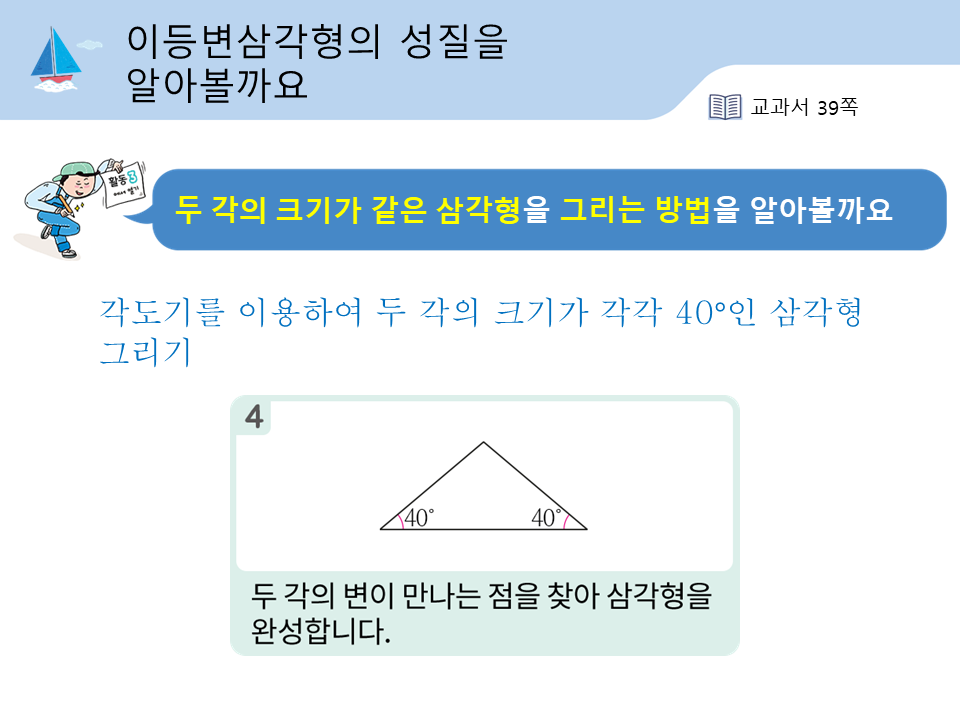 이등변삼각형의 성질을
알아볼까요
교과서 39쪽
활동3
두 각의 크기가 같은 삼각형을 그리는 방법을 알아볼까요
각도기를 이용하여 두 각의 크기가 각각 40°인 삼각형
그리기
4
40° 40°
두 각의 변이 만나는 점을 찾아 삼각형을
완성합니다.